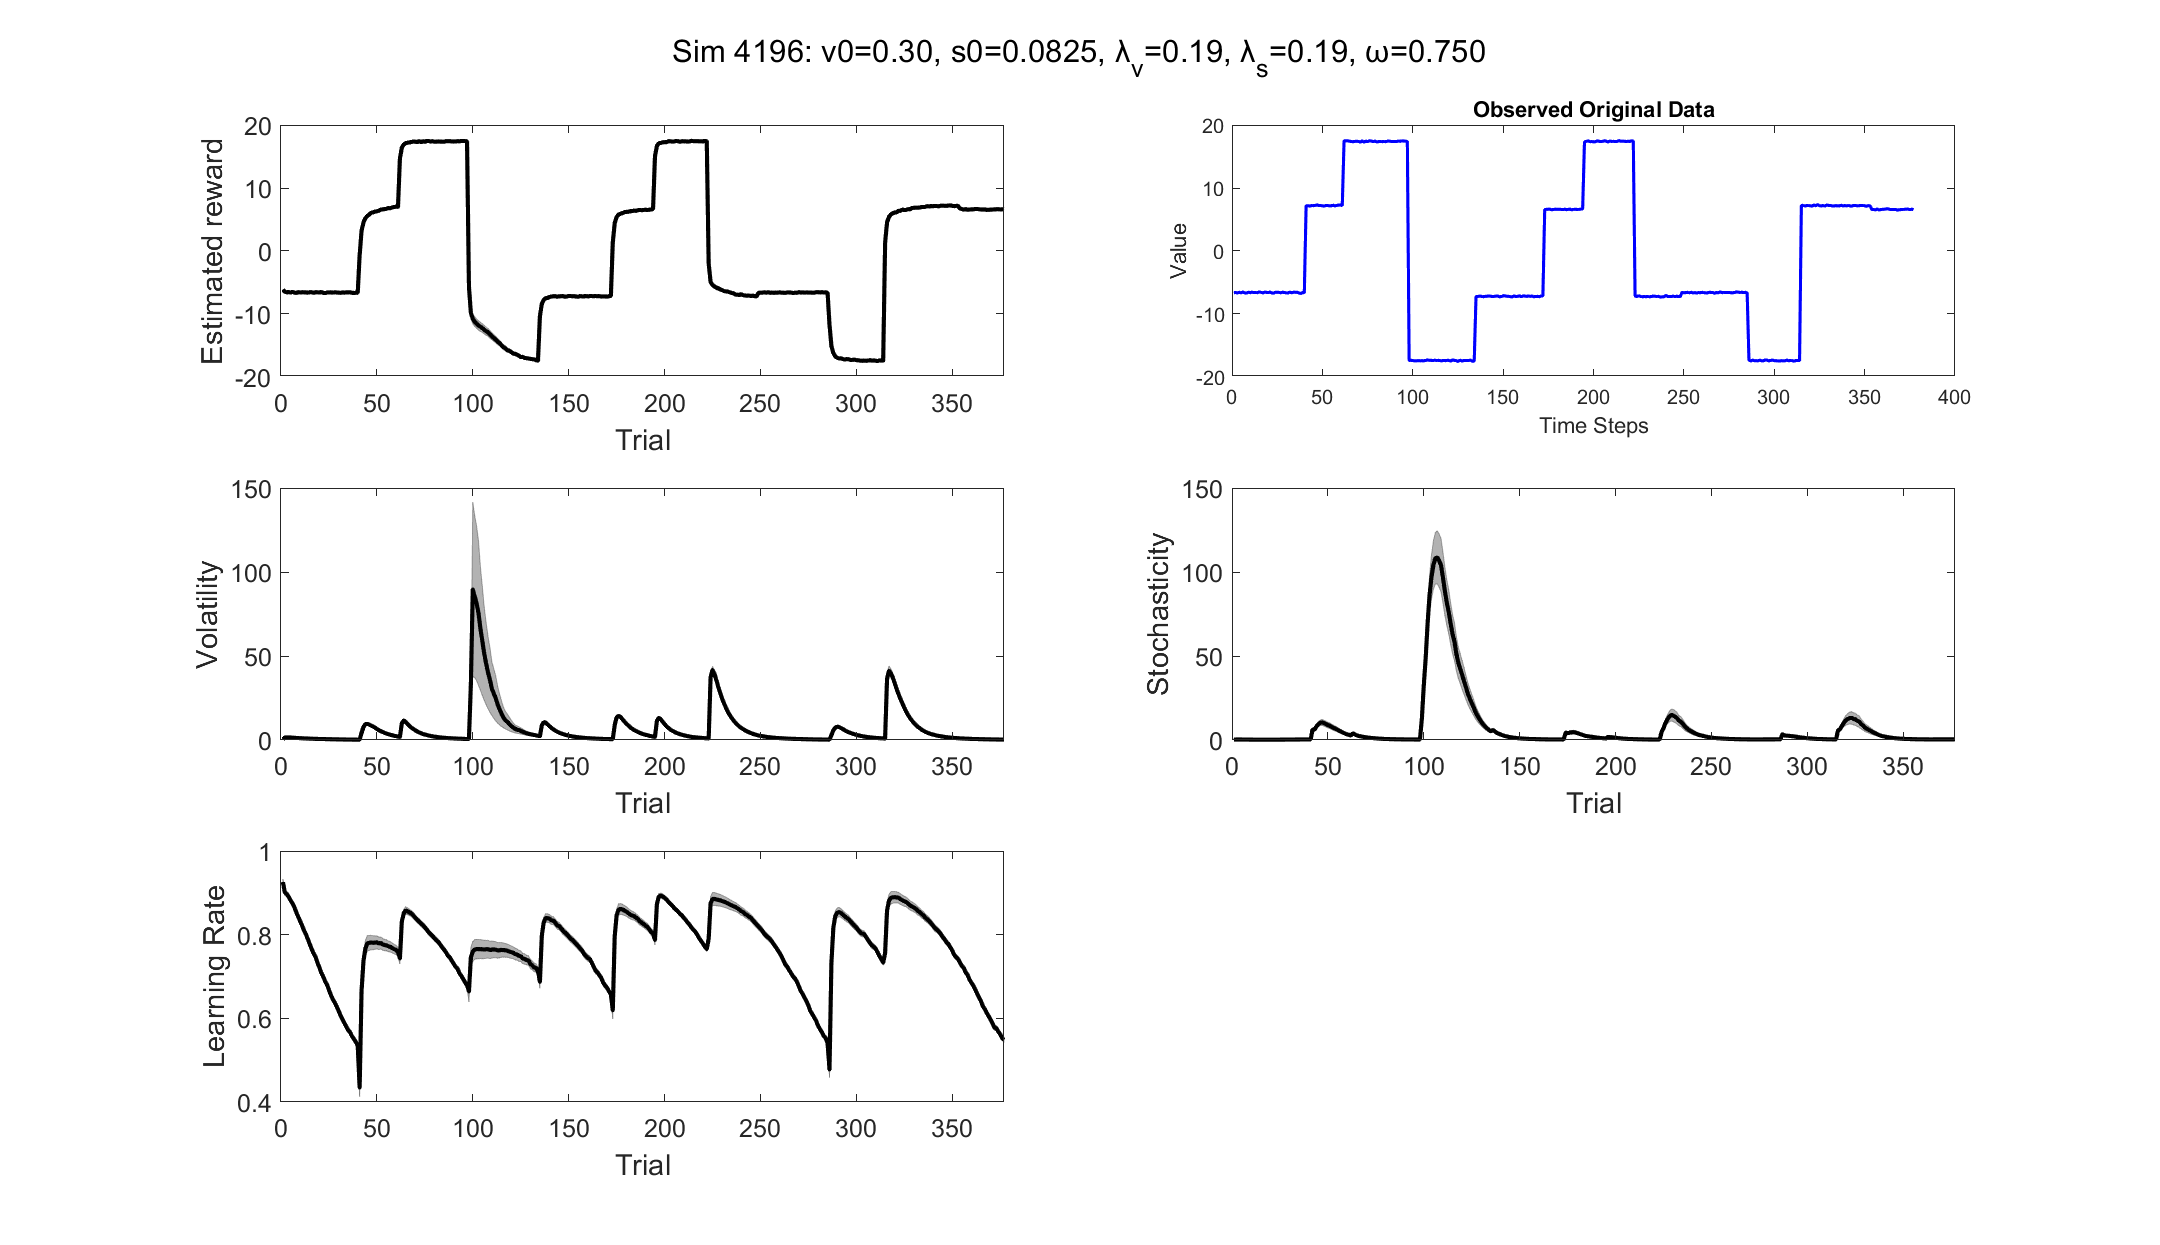 Sim 4196: v0=0.30, s0=0.0825, λ_v=0.19, λ_s=0.19, ω=0.750
Estimated reward
20
10
0
-10
-20
0 50 100 150 200 250 300 350
Trial
Observed Original Data
Value
20
10
0
-10
-20
0 50 100 150 200 250 300 350 400
Time Steps
Volatility
150
100
50
0
0 50 100 150 200 250 300 350
Trial
Stochasticity
150
100
50
0
0 50 100 150 200 250 300 350
Trial
Learning Rate
1
0.8
0.6
0.4
0 50 100 150 200 250 300 350
Trial